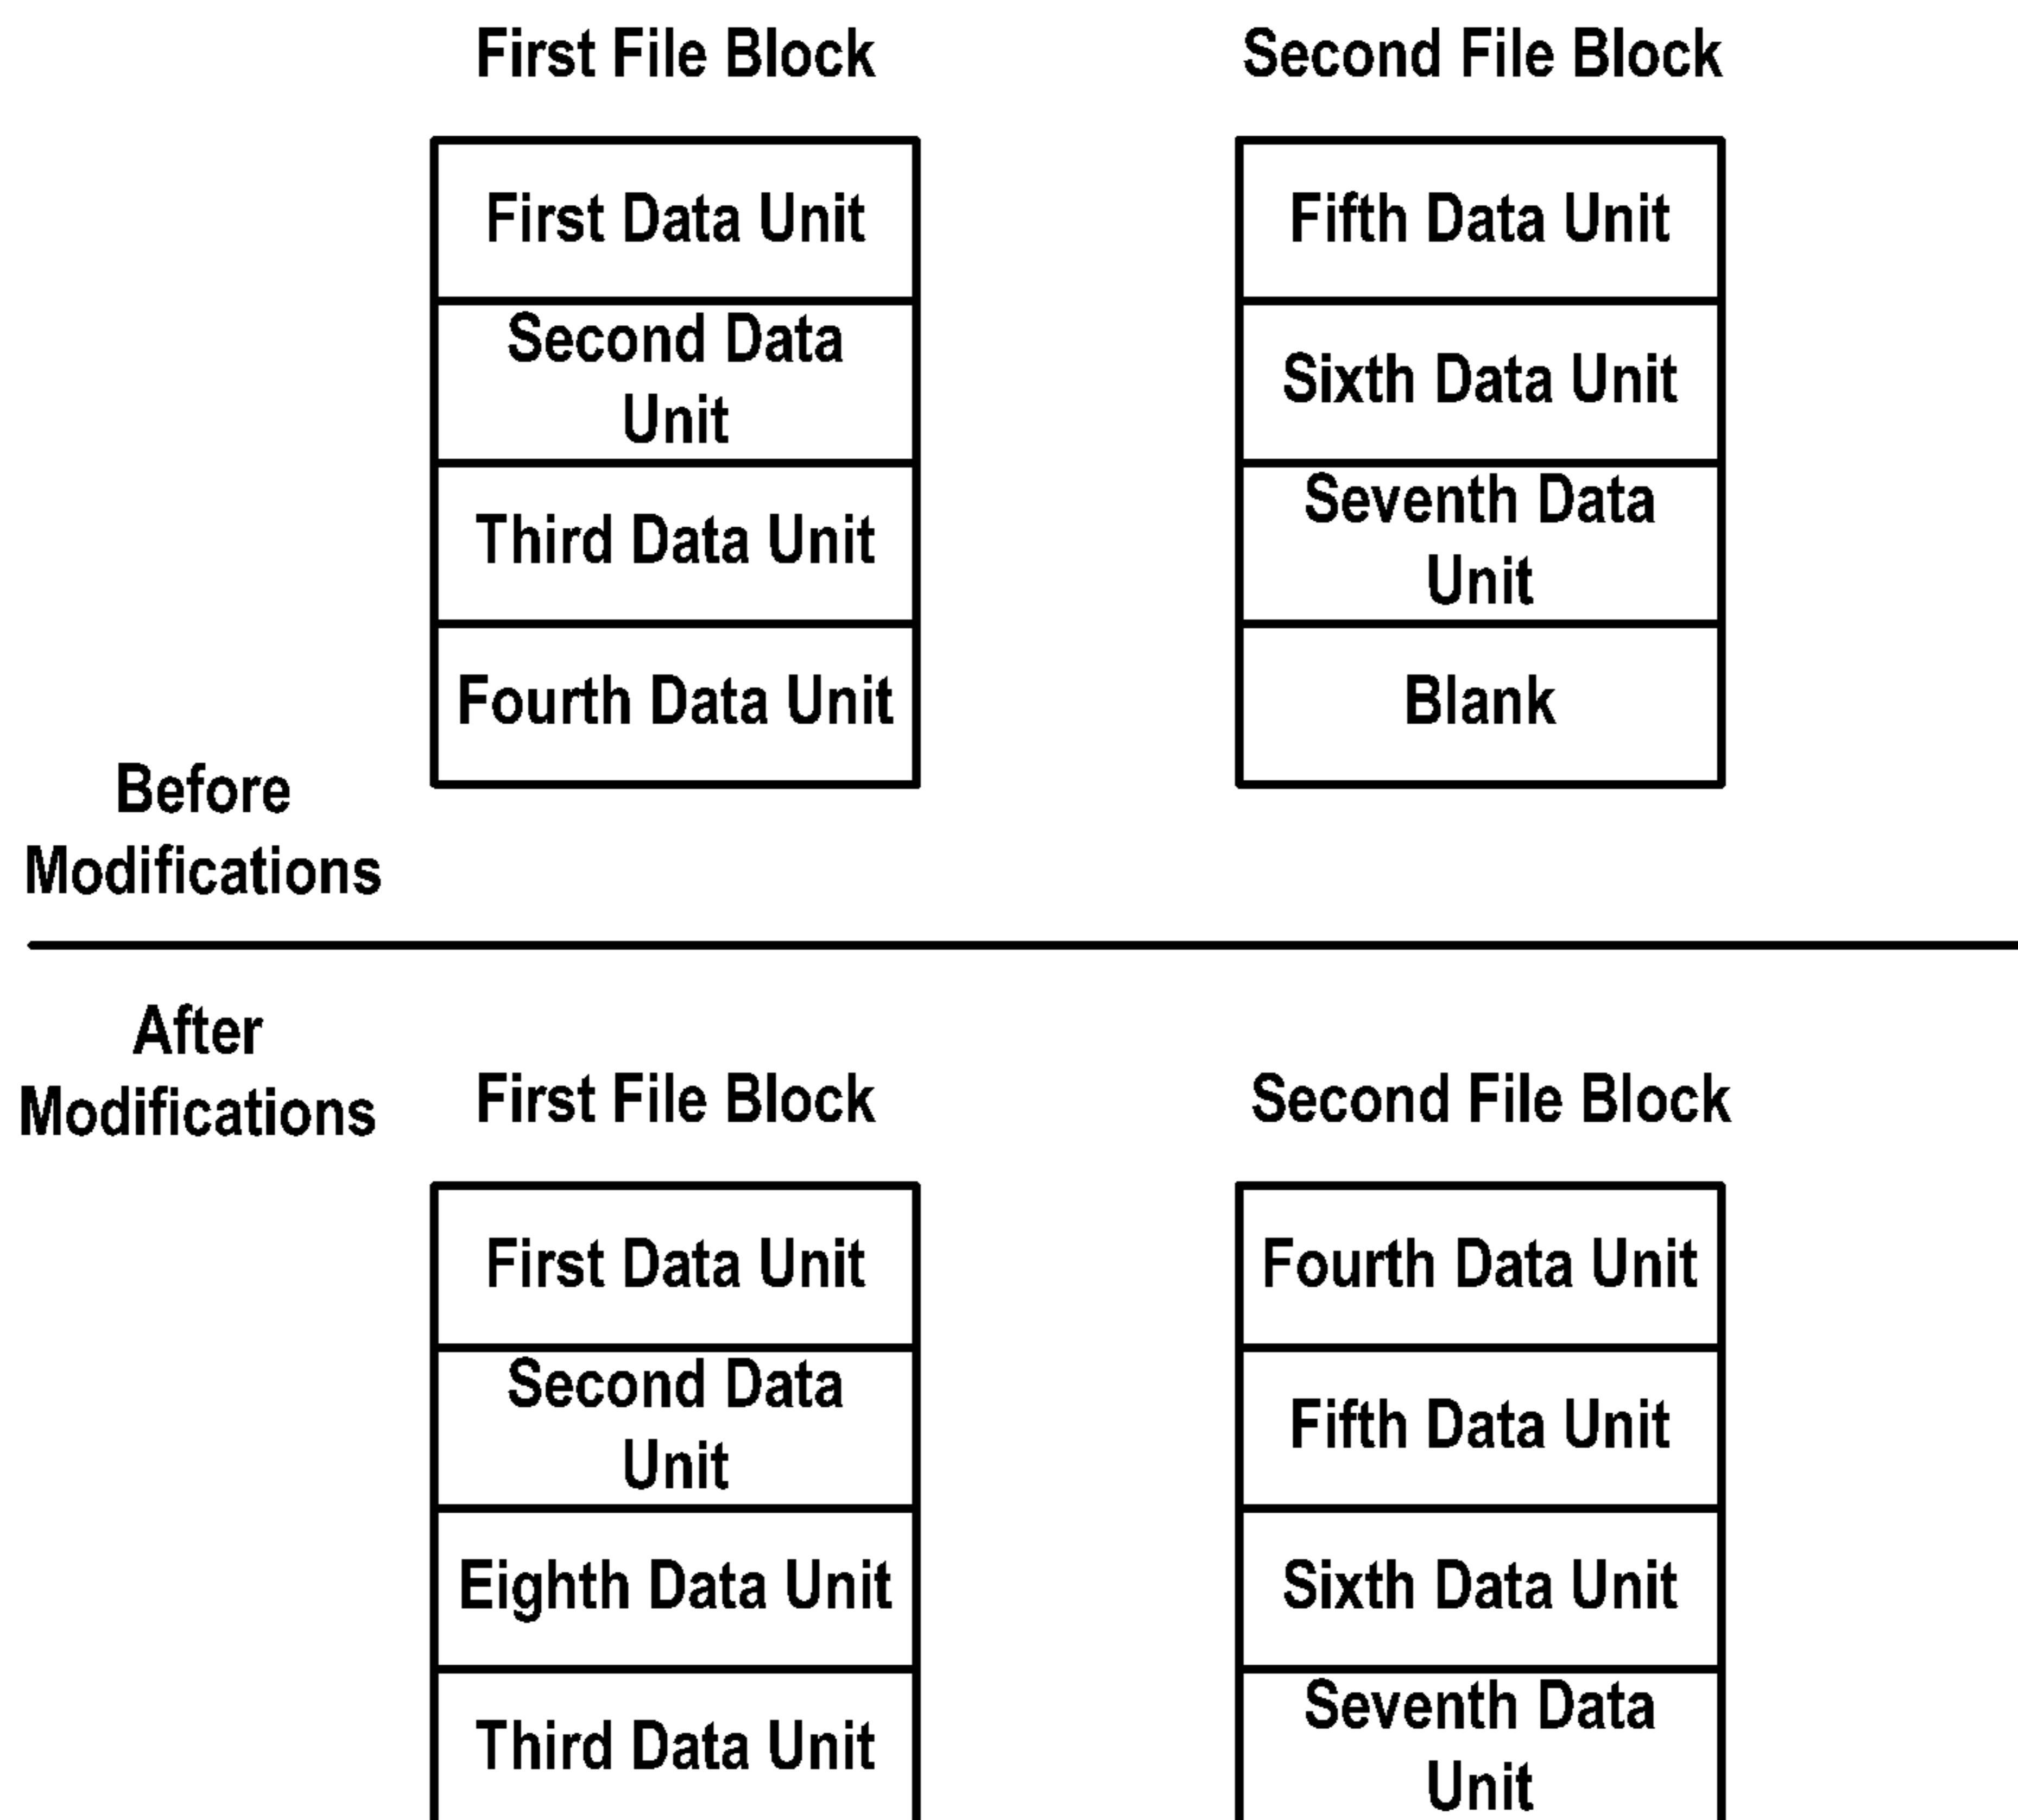 First File Block
Second File Block
First Data Unit
Second Data
Unit
Third Data Unit
Fourth Data Unit
Fifth Data Unit
Sixth Data Unit
Seventh Data
Unit
Blank
Before
Modifications
After
Modifications
First File Block
Second File Block
First Data Unit
Second Data
Unit
Eighth Data Unit
Third Data Unit
Fourth Data Unit
Fifth Data Unit
Sixth Data Unit
Seventh Data
Unit